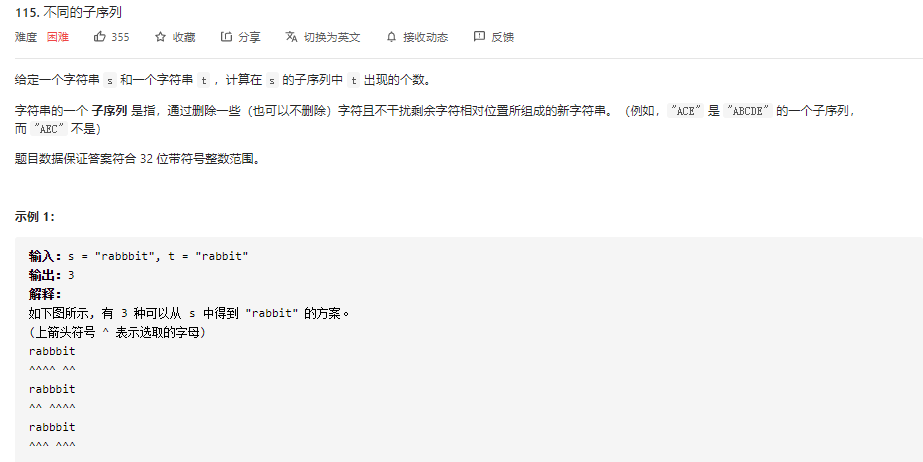 115. 不同的子序列
难度 困难 355 收藏 分享 切换为英文 接收动态 反馈
给定一个字符串 s 和一个字符串 t ，计算在 s 的子序列中 t 出现的个数。
字符串的一个 子序列 是指，通过删除一些（也可以不删除）字符且不干扰剩余字符相对位置所组成的新字符串。（例如，"ACE" 是 "ABCDE" 的一个子序列，
而 "AEC" 不是）
题目数据保证答案符合 32 位带符号整数范围。
示例 1：
输入：s = "rabbbit", t = "rabbit"
输出：3
解释：
如下图所示, 有 3 种可以从 s 中得到 "rabbit" 的方案。
(上箭头符号 ^ 表示选取的字母)
rabbbit
^^^^ ^^
rabbbit
^^ ^^^^
rabbbit
^^^ ^^^